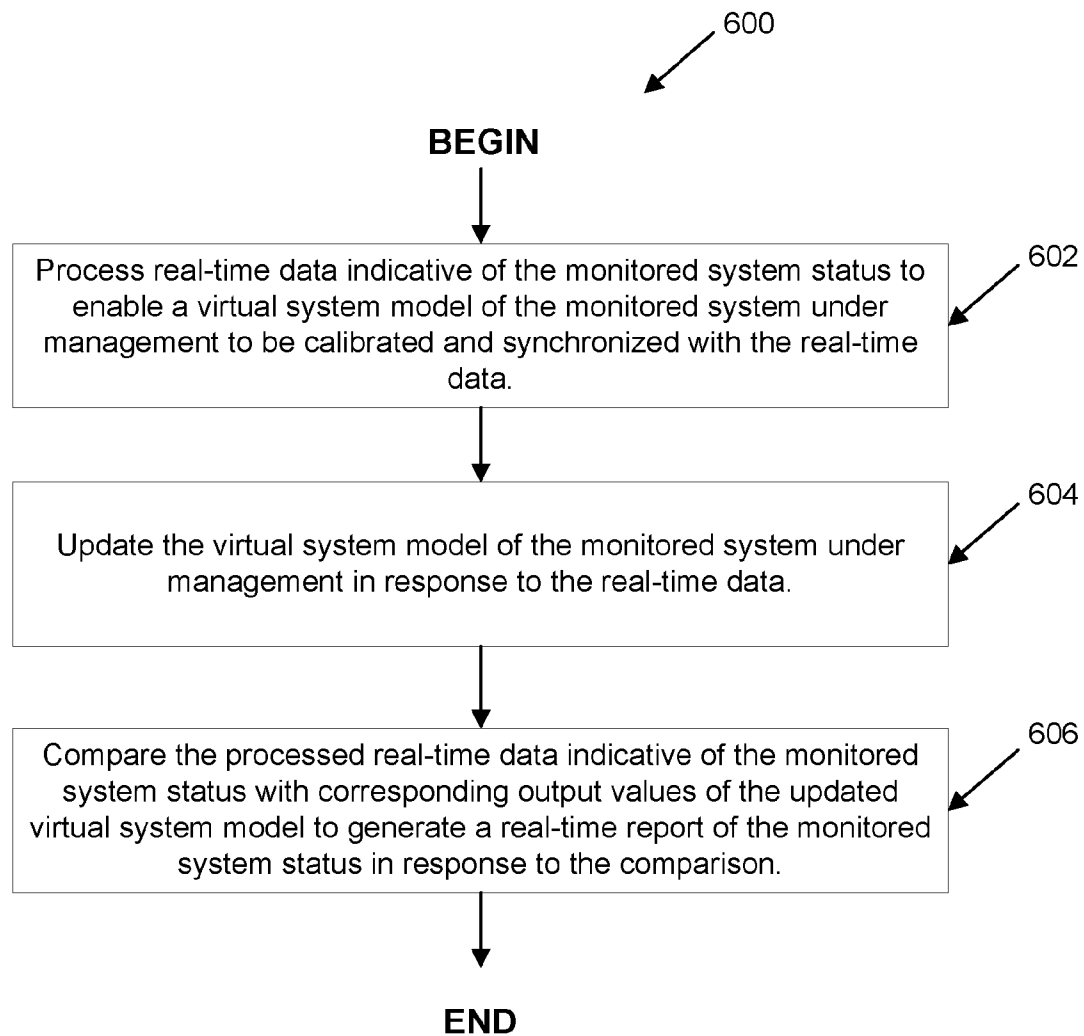 600
BEGIN
Process real-time data indicative of the monitored system status to
enable a virtual system model of the monitored system under
management to be calibrated and synchronized with the real-time
data.
602
Update the virtual system model of the monitored system under
management in response to the real-time data.
604
Compare the processed real-time data indicative of the monitored
system status with corresponding output values of the updated
virtual system model to generate a real-time report of the monitored
system status in response to the comparison.
606
END